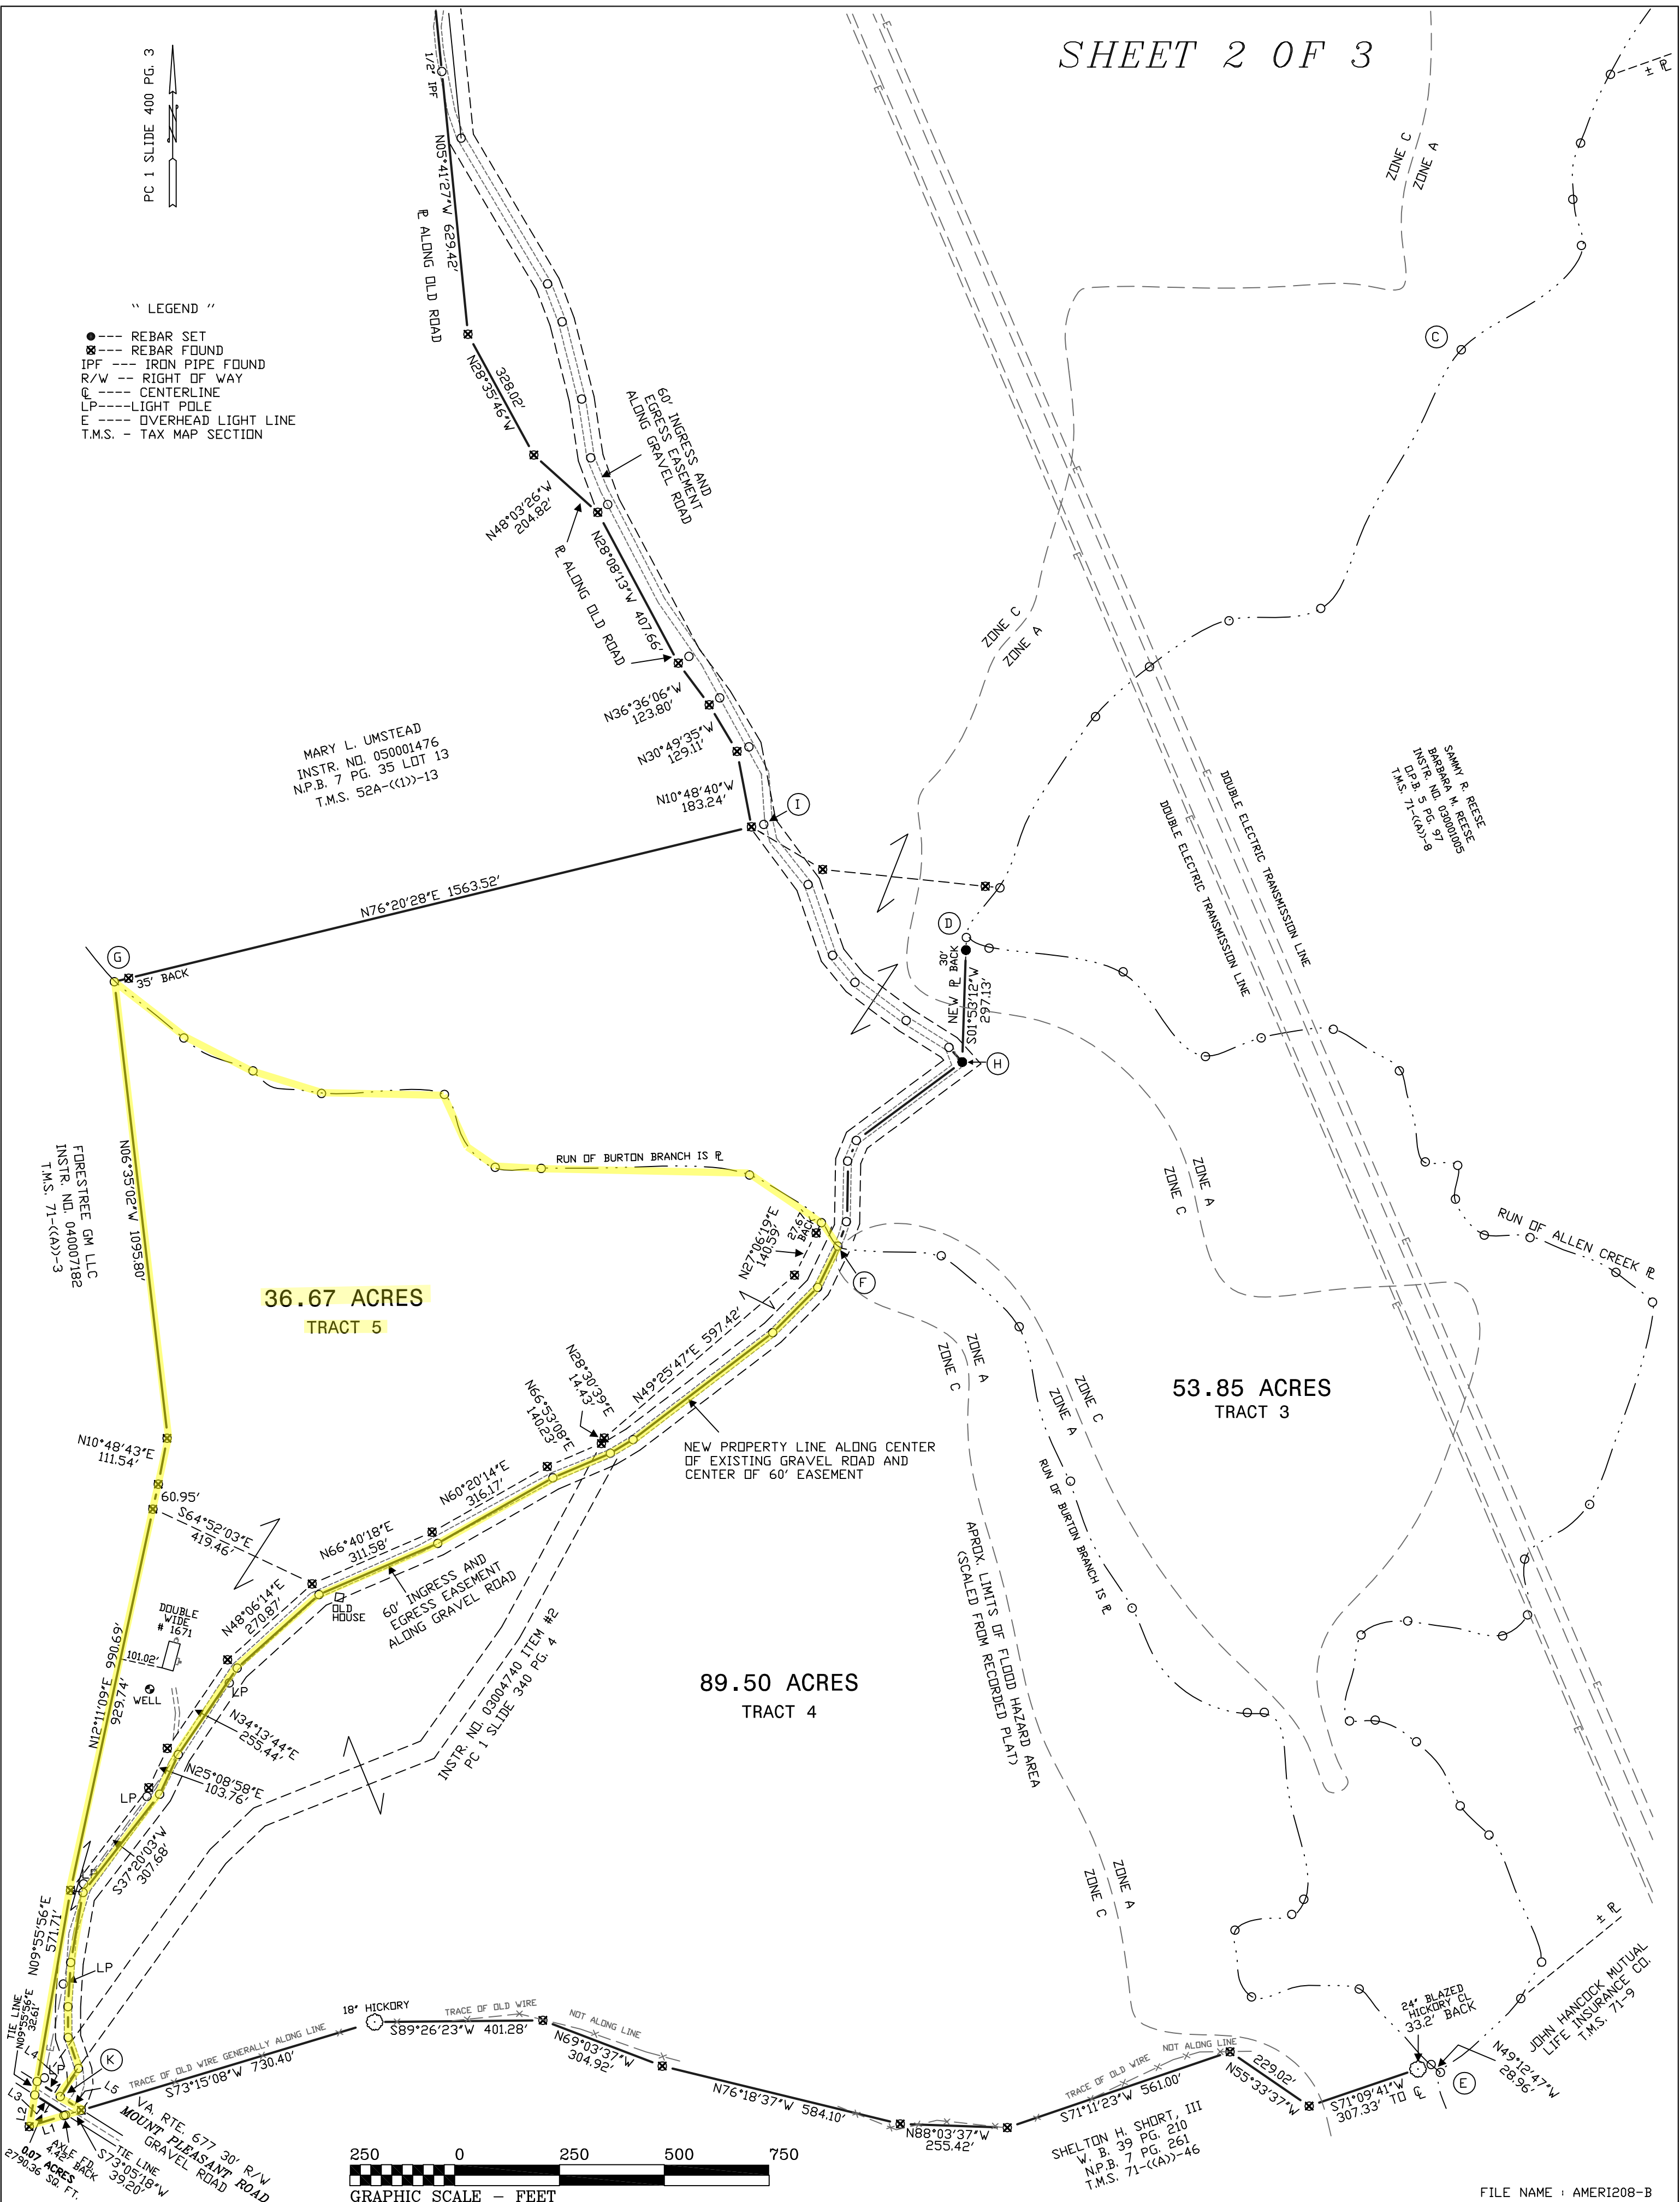 SHEET 2 OF 3
PC 1 SLIDE 400 PG. 3
" LEGEND "
--- REBAR SET
--- REBAR FOUND
IPF --- IRON PIPE FOUND
R/W -- RIGHT OF WAY
℄ ---- CENTERLINE
LP----LIGHT POLE
E ---- OVERHEAD LIGHT LINE
T.M.S. - TAX MAP SECTION
1/2" IPF
N05°41'27"W 629.42'
℄ ALONG OLD ROAD
N28°35'46"W
328.02'
N48°03'26"W
204.82'
60' INGRESS AND
EGRESS EASEMENT
ALONG GRAVEL ROAD
N28°08'13"W 407.66'
℄ ALONG OLD ROAD
N36°36'06"W
123.80'
N30°49'35"W
129.11'
N10°48'40"W
183.24'
I
ZONE C
ZONE A
ZONE C
ZONE A
± ℄
C
MARY L. UMSTEAD
INSTR. NO. 050001476
N.P.B. 7 PG. 35 LOT 13
T.M.S. 52A-((1))-13
SAMMY R. REESE
BARBARA M. REESE
INSTR. NO. 030001005
O.P.B. 5 PG. 97
T.M.S. 71-((A))-8
DOUBLE ELECTRIC TRANSMISSION LINE
DOUBLE ELECTRIC TRANSMISSION LINE
N76°20'28"E 1563.52'
G
35' BACK
D
30'
NEW ℄ BACK
S01°53'12"W
297.13'
H
FORESTREE GM LLC
INSTR. NO. 040007182
T.M.S. 71-((A))-3
N06°35'02"W 1095.80'
RUN OF BURTON BRANCH IS ℄
ZONE A
ZONE C
RUN OF ALLEN CREEK ℄
N27°06'19"E
140.59'
27.67'
BACK
F
36.67 ACRES
TRACT 5
N49°25'47"E 597.42'
N28°30'39"E
14.43'
N66°53'08"E
140.23'
ZONE A
ZONE C
ZONE C
ZONE A
53.85 ACRES
TRACT 3
NEW PROPERTY LINE ALONG CENTER
OF EXISTING GRAVEL ROAD AND
CENTER OF 60' EASEMENT
N10°48'43"E
111.54'
60.95'
S64°52'03"E
419.46'
N60°20'14"E
316.17'
N66°40'18"E
311.58'
N48°06'14"E
270.87'
OLD
HOUSE
60' INGRESS AND
EGRESS EASEMENT
ALONG GRAVEL ROAD
RUN OF BURTON BRANCH IS ℄
APROX. LIMITS OF FLOOD HAZARD AREA
(SCALED FROM RECORDED PLAT)
DOUBLE
WIDE
# 1671
101.02'
WELL
LP
N12°11'09"E 990.69'
929.74'
N34°13'44"E
255.44'
N25°08'58"E
103.76'
LP
S37°20'03"W
307.68'
INSTR. NO. 03004740 ITEM #2
PC 1 SLIDE 340 PG. 4
89.50 ACRES
TRACT 4
ZONE A
ZONE C
N09°55'56"E
571.71'
LP
TIE LINE
N09°55'56"E
32.61'
L4
LP
L3
L2
L1
L5
K
18" HICKORY
TRACE OF OLD WIRE GENERALLY ALONG LINE
S73°15'08"W 730.40'
TRACE OF OLD WIRE
NOT ALONG LINE
S89°26'23"W 401.28'
N69°03'37"W
304.92'
N76°18'37"W 584.10'
N88°03'37"W
255.42'
TRACE OF OLD WIRE
NOT ALONG LINE
S71°11'23"W 561.00'
229.02'
N55°33'37"W
S71°09'41"W
307.33' TO ℄
24" BLAZED
HICKORY CL
33.2' BACK
E
N49°12'47"W
28.96'
± ℄
JOHN HANCOCK MUTUAL
LIFE INSURANCE CO.
T.M.S. 71-9
SHELTON H. SHORT, III
W. B. 39 PG. 210
N.P.B. 7 PG. 261
T.M.S. 71-((A))-46
VA. RTE. 677 30' R/W
MOUNT PLEASANT ROAD
GRAVEL ROAD
TIE LINE
S73°05'18"W
39.20'
AXLE FD.
4.42' BACK
0.07 ACRES
2790.36 SQ. FT.
250 0 250 500 750
GRAPHIC SCALE - FEET
FILE NAME : AMERI208-B